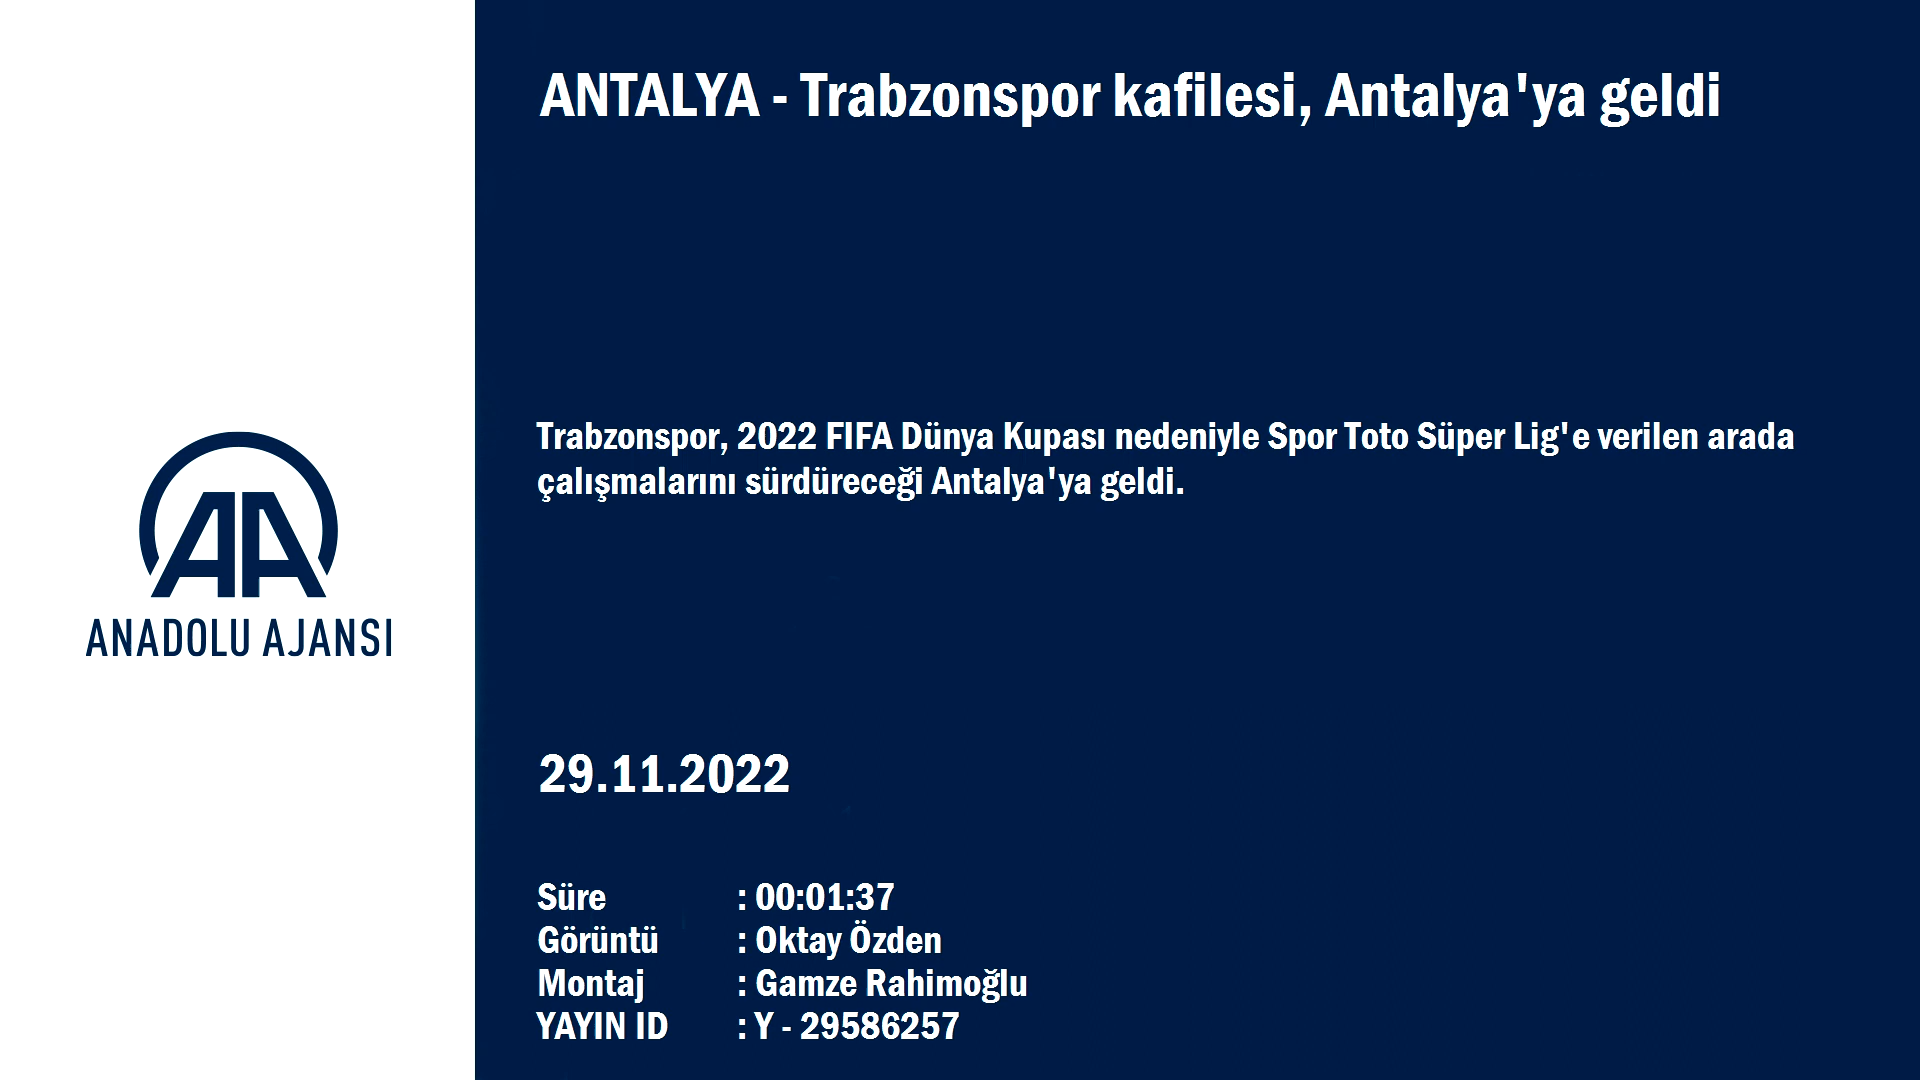 ANTALYA - Trabzonspor kafilesi, Antalya'ya geldi
Trabzonspor, 2022 FIFA Dünya Kupası nedeniyle Spor Toto Süper Lig'e verilen arada
çalışmalarını sürdüreceği Antalya'ya geldi.
AA
ANADOLU AJANSI
29.11.2022
Süre : 00:01:37
Görüntü : Oktay Özden
Montaj : Gamze Rahimoğlu
YAYIN ID : Y - 29586257